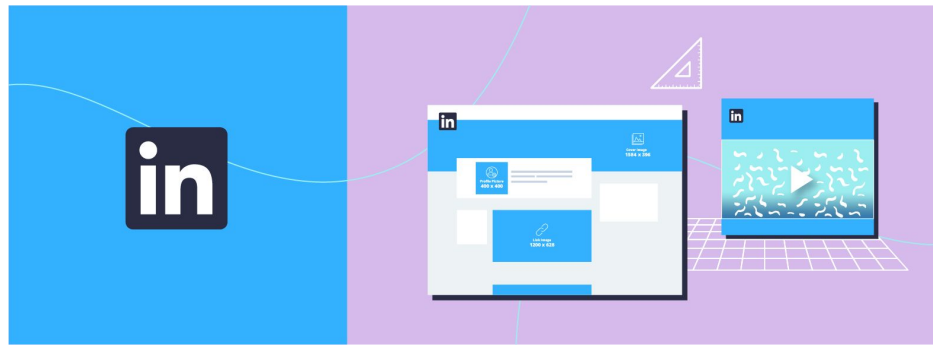 in
in
Cover Image
1584 x 396
Profile Picture
400 x 400
Link Image
1200 x 628
in